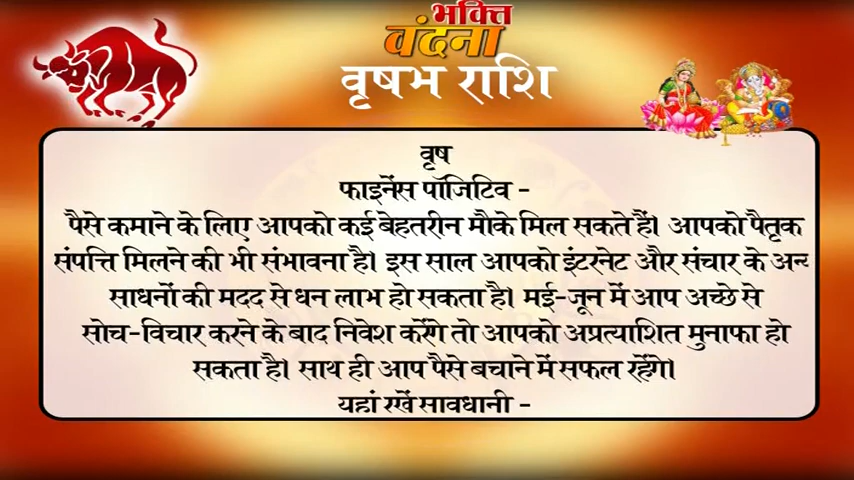 भक्ति
वंदना
वृषभ राशि
वृष
फाइनेंस पॉजिटिव -
पैसे कमाने के लिए आपको कई बेहतरीन मौके मिल सकते हैं। आपको पैतृक
संपत्ति मिलने की भी संभावना है। इस साल आपको इंटरनेट और संचार के अन्य
साधनों की मदद से धन लाभ हो सकता है। मई-जून में आप अच्छे से
सोच-विचार करने के बाद निवेश करेंगे तो आपको अप्रत्याशित मुनाफा हो
सकता है। साथ ही आप पैसे बचाने में सफल रहेंगे।
यहां रखें सावधानी -